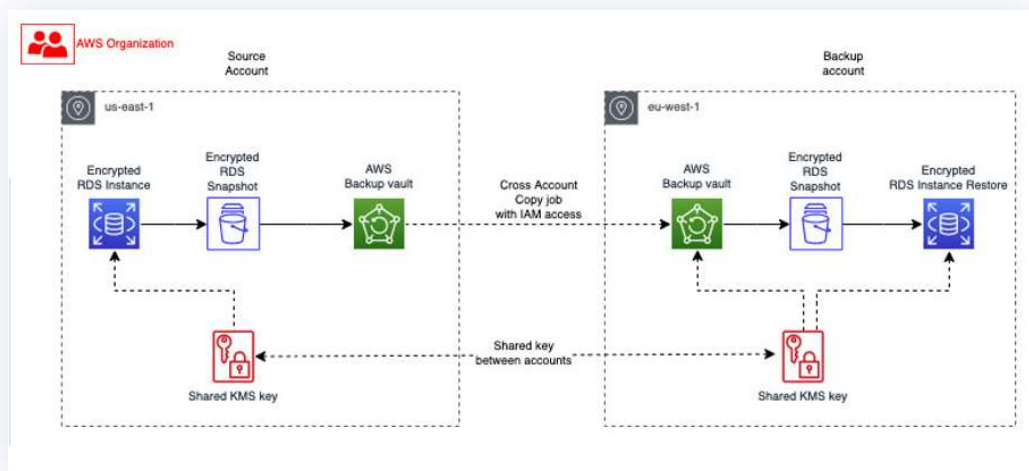 AWS Organization
Source
Account
Backup
account
us-east-1
eu-west-1
Encrypted
RDS Instance
Encrypted
RDS
Snapshot
AWS
Backup vault
Cross Account
Copy job
with IAM access
AWS
Backup vault
Encrypted
RDS
Snapshot
Encrypted
RDS Instance Restore
Shared key
between accounts
Shared KMS key
Shared KMS key